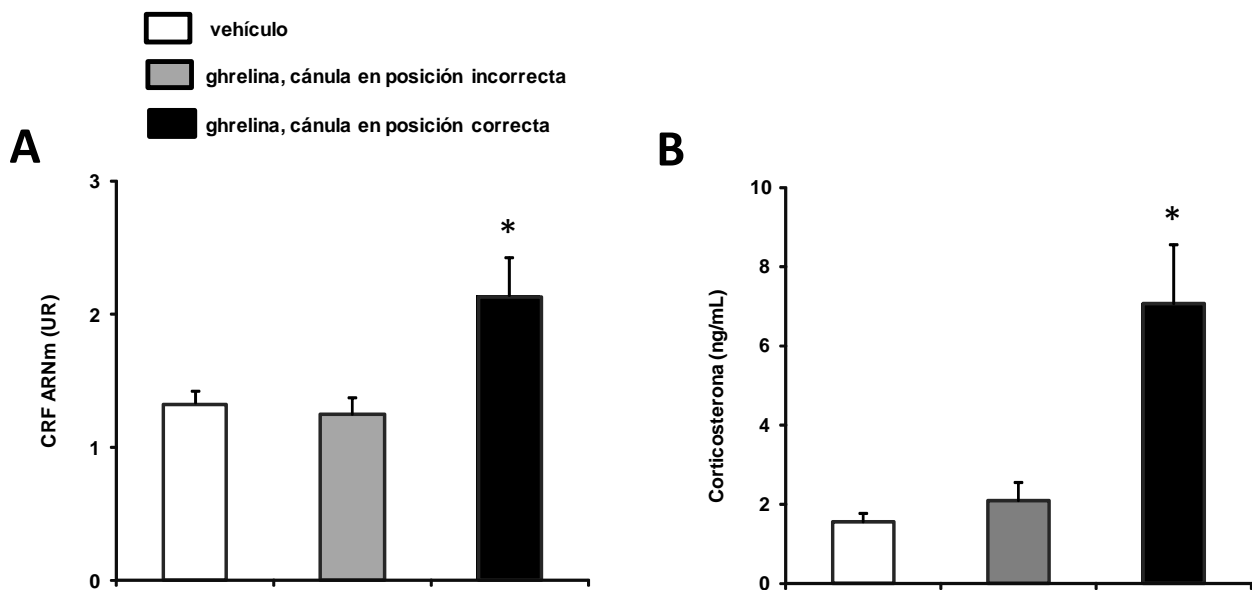 vehículo
ghrelina, cánula en posición incorrecta
ghrelina, cánula en posición correcta
A
3
2
1
0
CRF ARNm (UR)
*
B
10
8
6
4
2
0
Corticosterona (ng/mL)
*